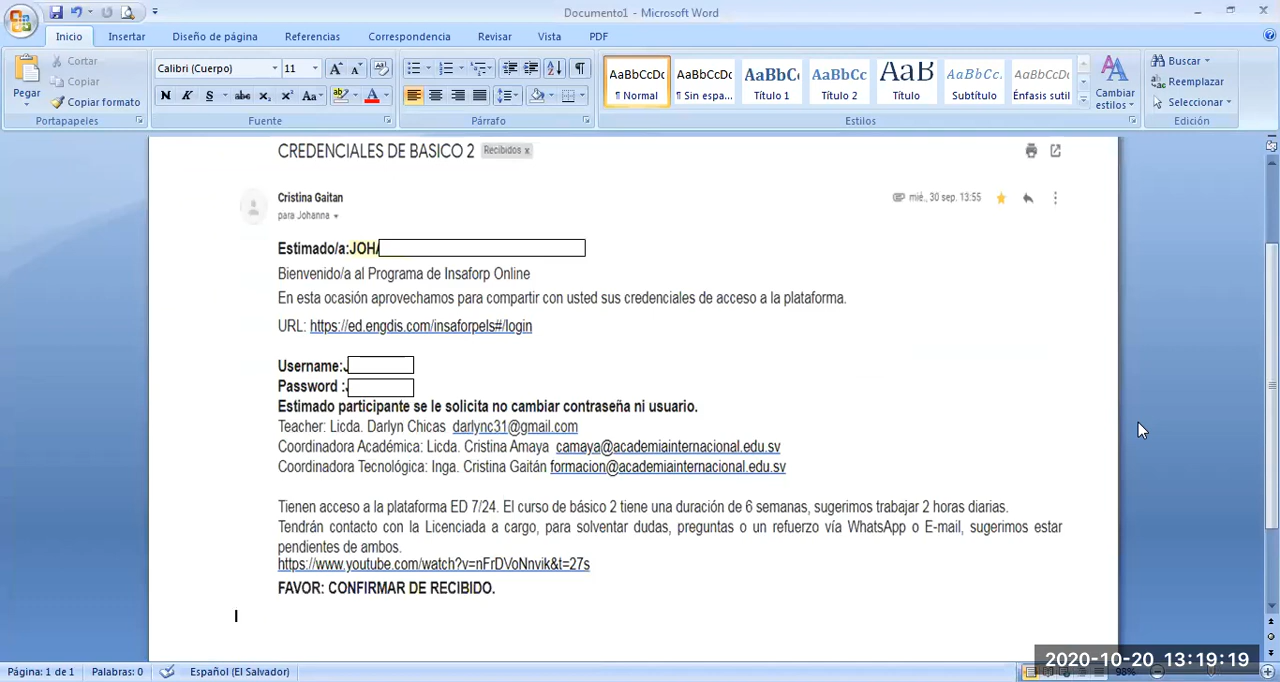 Documento1 - Microsoft Word
Inicio Insertar Diseño de página Referencias Correspondencia Revisar Vista PDF
Pegar
Cortar
Copiar
Copiar formato
Portapapeles
Calibri (Cuerpo) 11
N K S abc x₂ x² Aa
Fuente
Párrafo
AaBbCcDc AaBbCcDc AaBbC( AaBbCc AaB AaBbCc. AaBbCcDc
¶ Normal ¶ Sin espa... Título 1 Título 2 Título Subtítulo Énfasis sutil
Cambiar
estilos
Estilos
Buscar
Reemplazar
Seleccionar
Edición
CREDENCIALES DE BASICO 2 Recibidos x
Cristina Gaitan mié., 30 sep. 13:55
para Johanna
Estimado/a:JOHA
Bienvenido/a al Programa de Insaforp Online
En esta ocasión aprovechamos para compartir con usted sus credenciales de acceso a la plataforma.
URL: https://ed.engdis.com/insaforpels#/login
Username:
Password :
Estimado participante se le solicita no cambiar contraseña ni usuario.
Teacher: Licda. Darlyn Chicas darlync31@gmail.com
Coordinadora Académica: Licda. Cristina Amaya camaya@academiainternacional.edu.sv
Coordinadora Tecnológica: Inga. Cristina Gaitán formacion@academiainternacional.edu.sv
Tienen acceso a la plataforma ED 7/24. El curso de básico 2 tiene una duración de 6 semanas, sugerimos trabajar 2 horas diarias.
Tendrán contacto con la Licenciada a cargo, para solventar dudas, preguntas o un refuerzo vía WhatsApp o E-mail, sugerimos estar
pendientes de ambos.
https://www.youtube.com/watch?v=nFrDVoNnvik&t=27s
FAVOR: CONFIRMAR DE RECIBIDO.
2020-10-20 13:19:19
Página: 1 de 1 Palabras: 0 Español (El Salvador) 98%